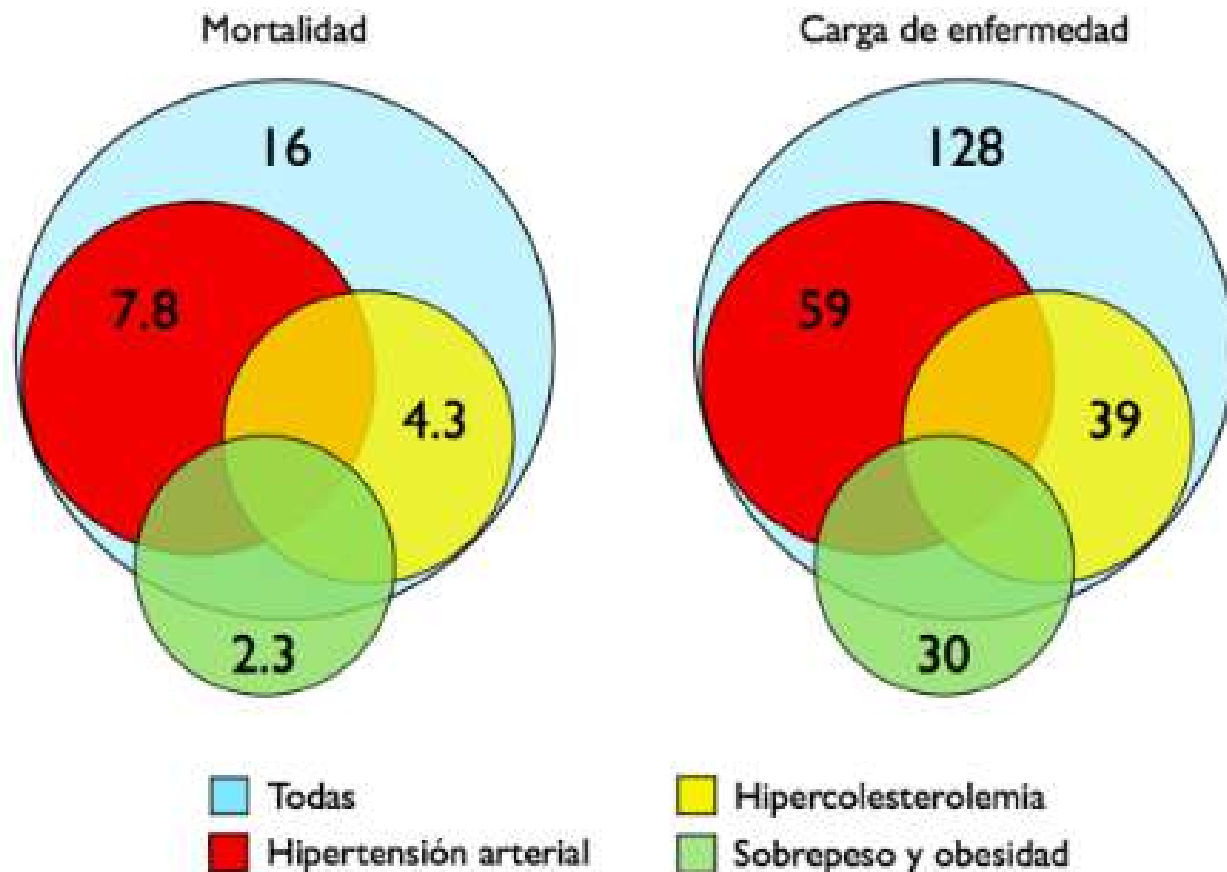 Mortalidad
16
7.8
4.3
2.3
Carga de enfermedad
128
59
39
30
Todas
Hipertensión arterial
Hipercolesterolemia
Sobrepeso y obesidad